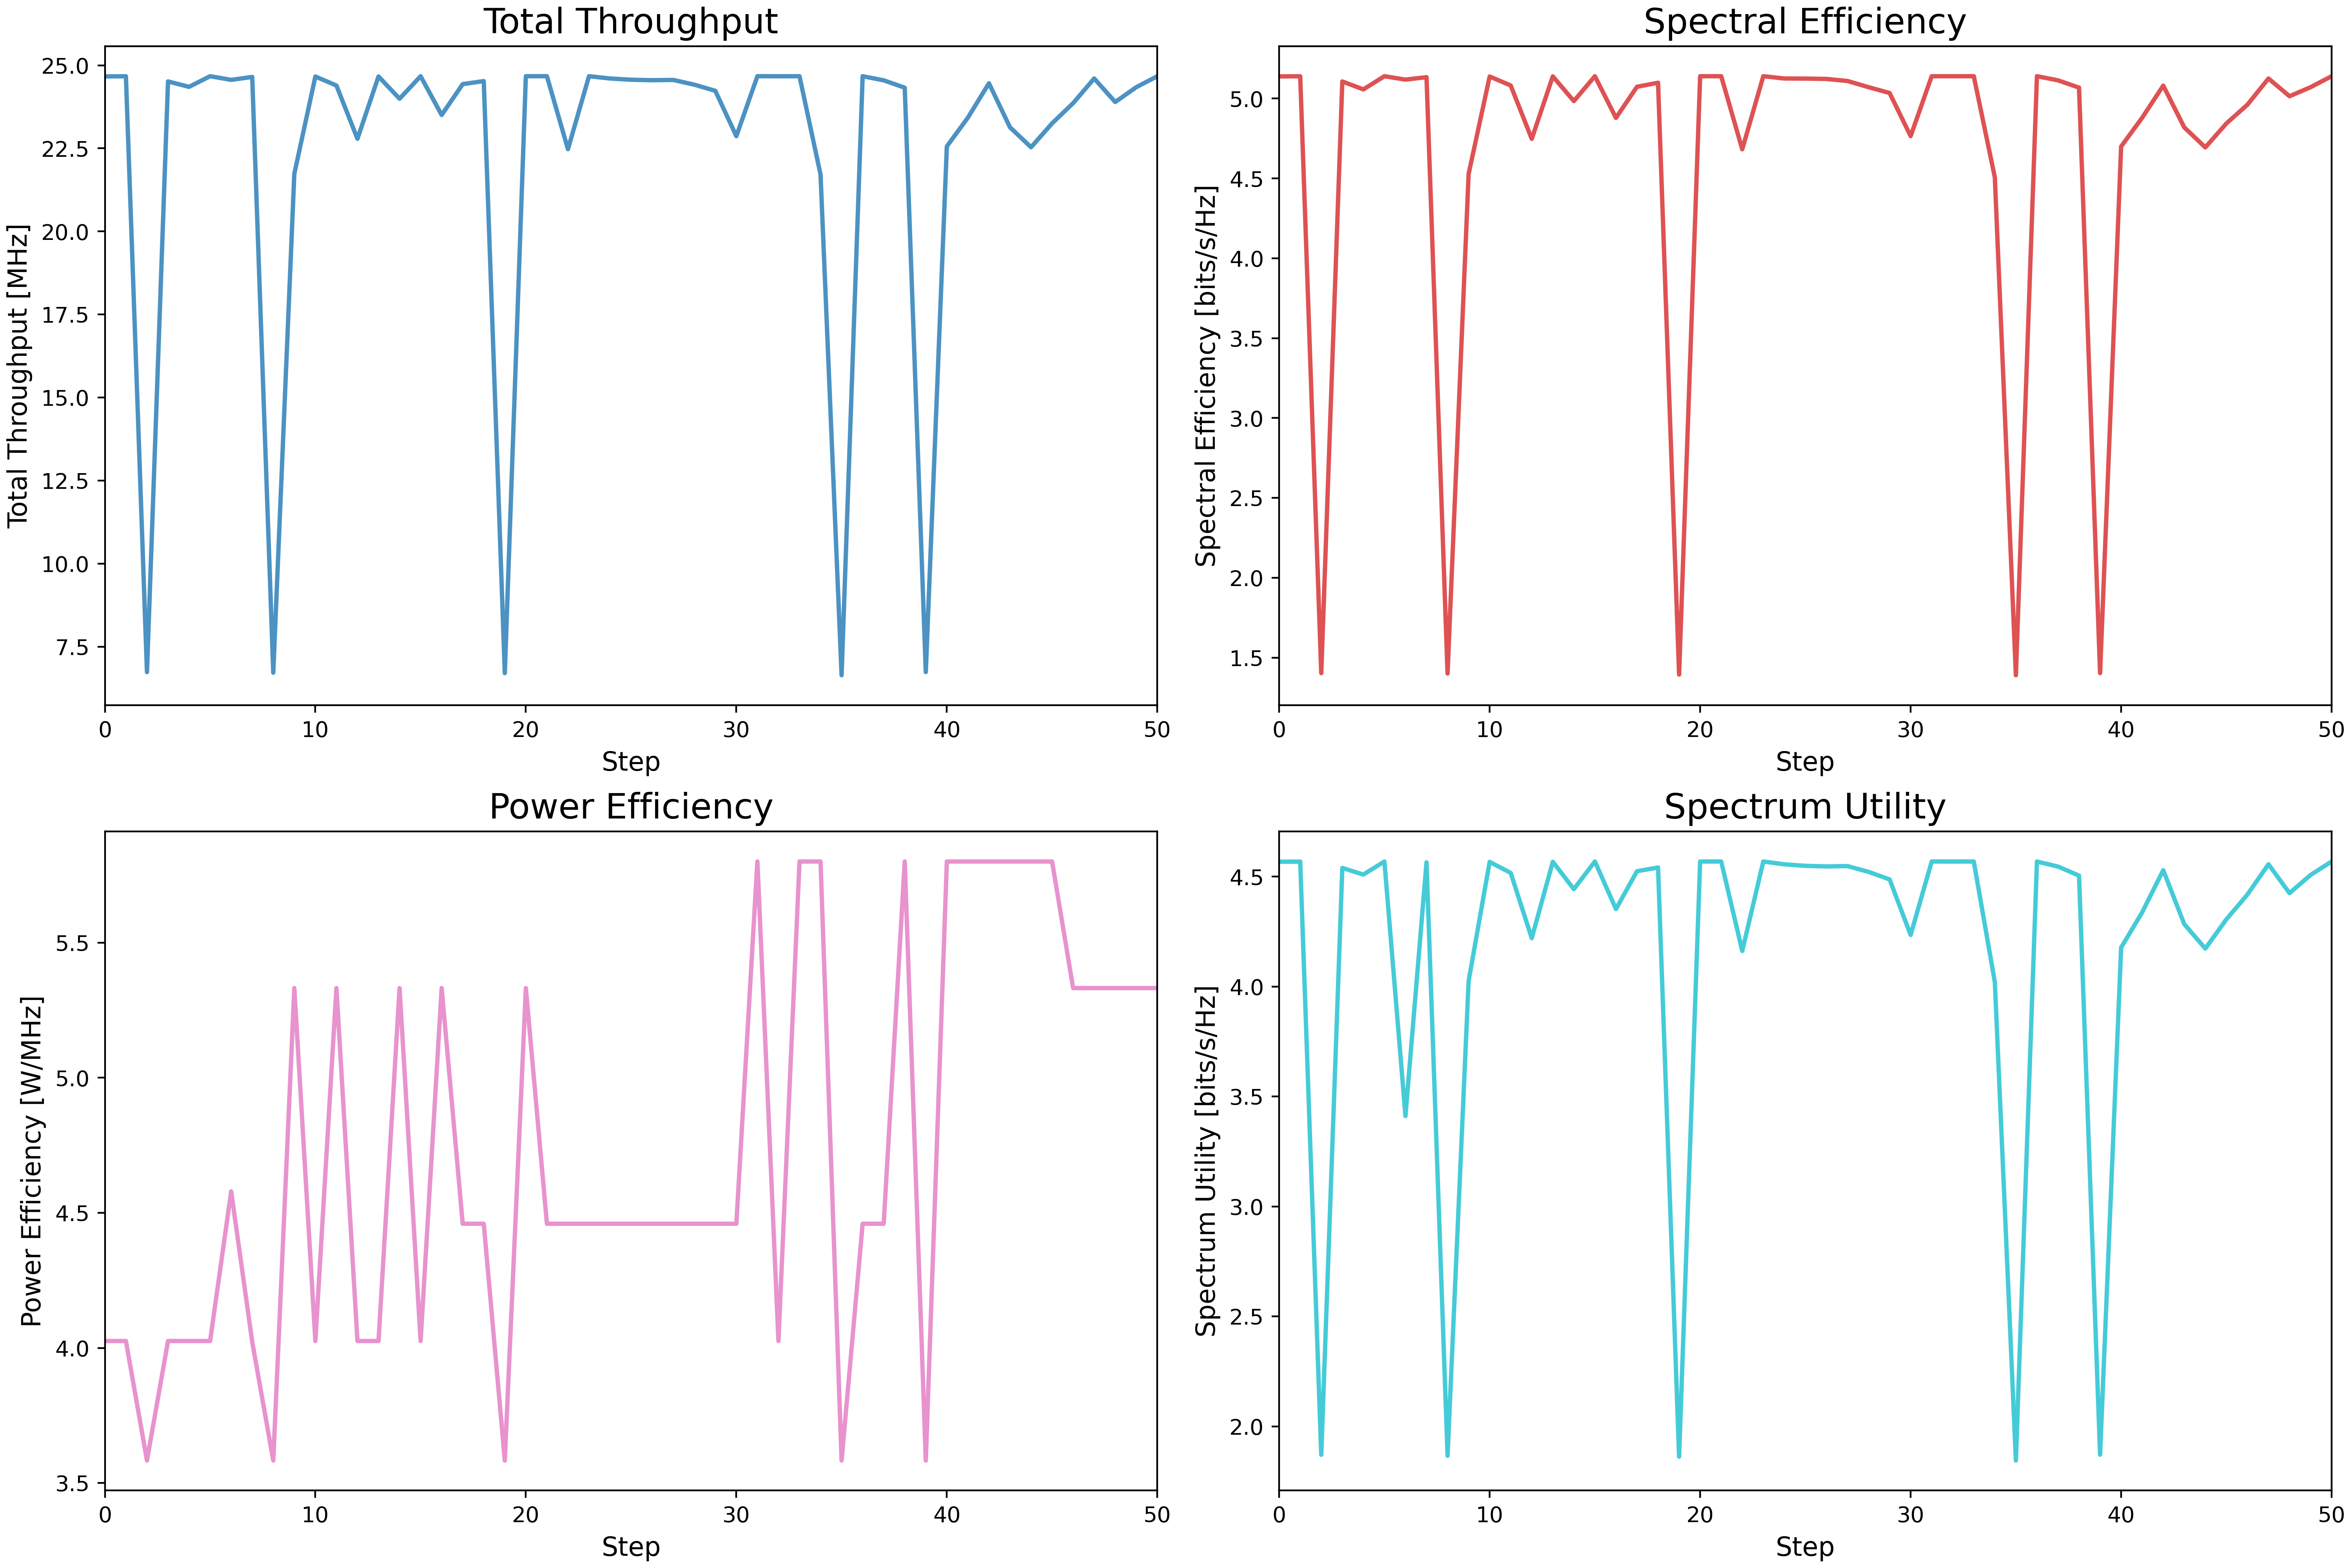 Total Throughput
Total Throughput [MHz]
25.0
22.5
20.0
17.5
15.0
12.5
10.0
7.5
0 10 20 30 40 50
Step
Spectral Efficiency
Spectral Efficiency [bits/s/Hz]
5.0
4.5
4.0
3.5
3.0
2.5
2.0
1.5
0 10 20 30 40 50
Step
Power Efficiency
Power Efficiency [W/MHz]
5.5
5.0
4.5
4.0
3.5
0 10 20 30 40 50
Step
Spectrum Utility
Spectrum Utility [bits/s/Hz]
4.5
4.0
3.5
3.0
2.5
2.0
0 10 20 30 40 50
Step